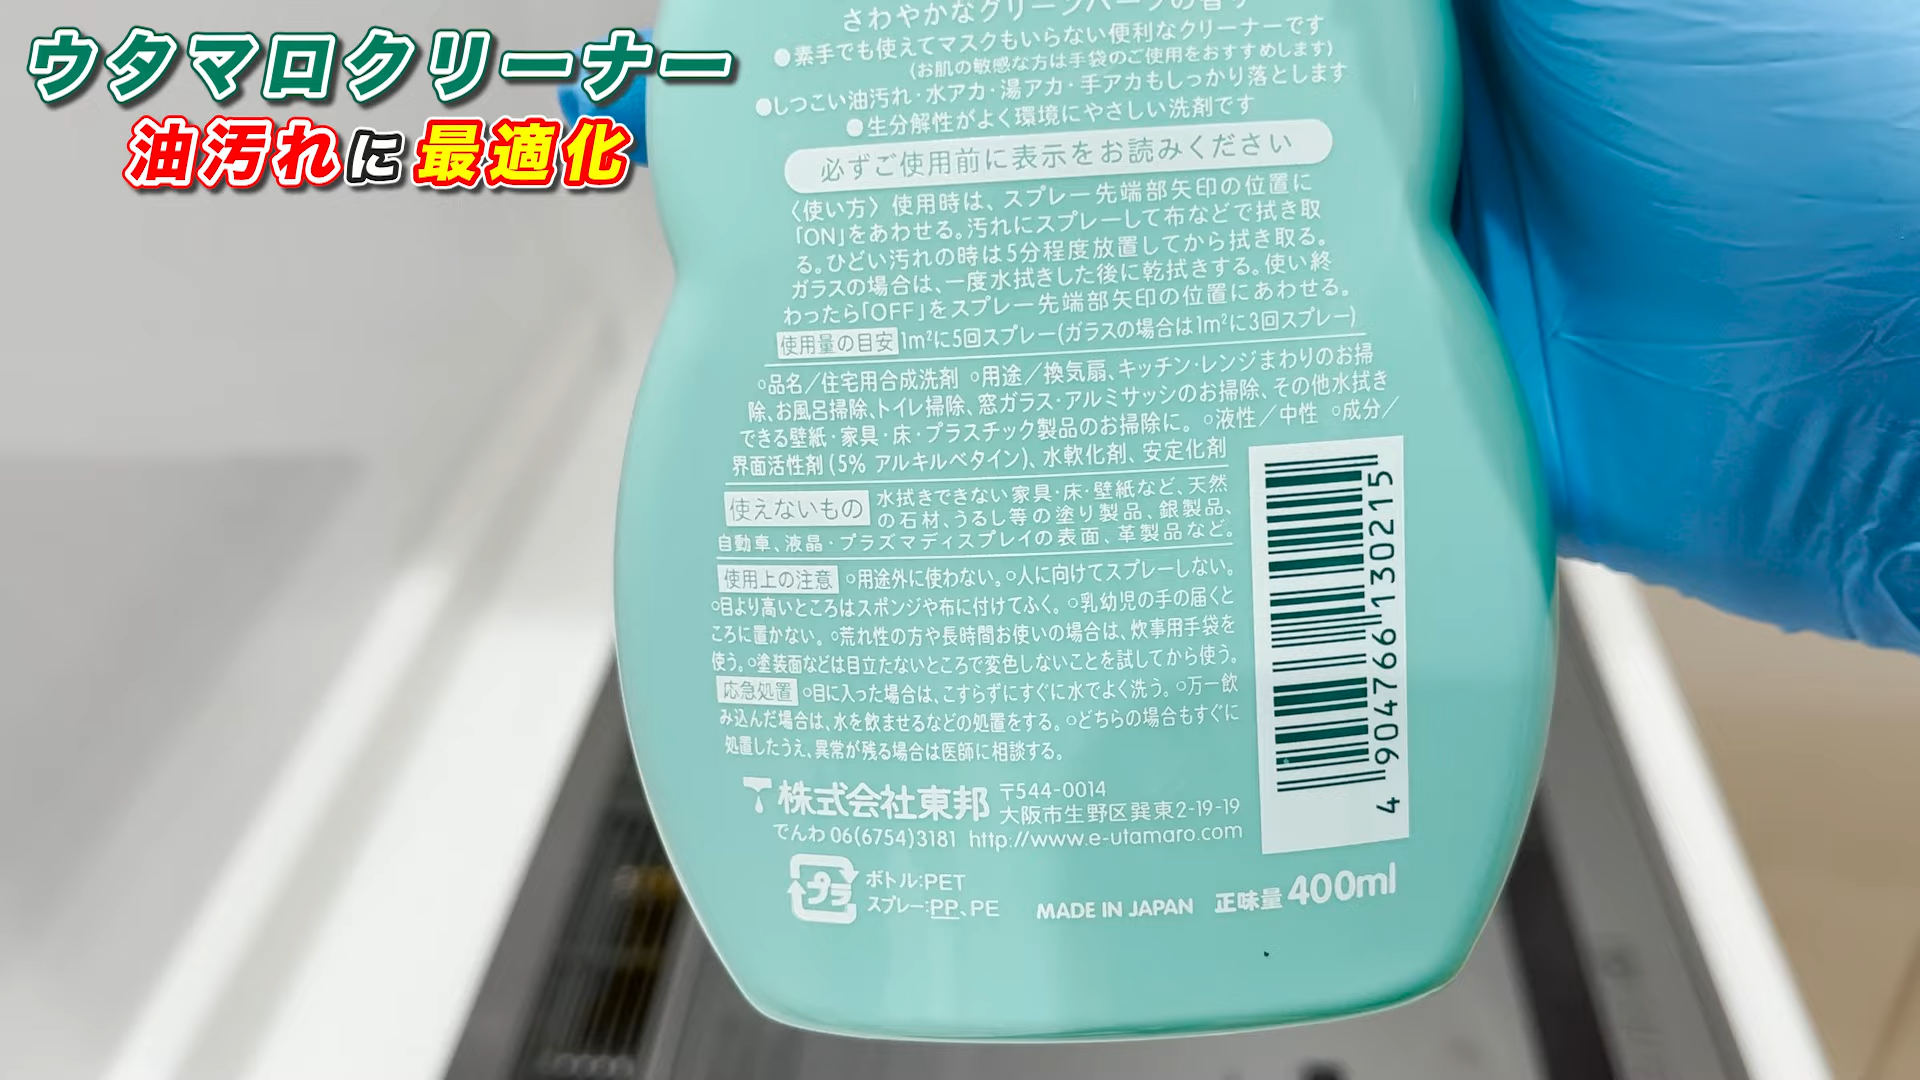 ウタマロクリーナー
油汚れに最適化
さわやかなグリーンハーブの香り
●素手でも使えてマスクもいらない便利なクリーナーです
(お肌の敏感な方は手袋のご使用をおすすめします)
●しつこい油汚れ・水アカ・湯アカ・手アカもしっかり落とします
●生分解性がよく環境にやさしい洗剤です
必ずご使用前に表示をお読みください
〈使い方〉使用時は、スプレー先端部矢印の位置に
「ON」をあわせる。汚れにスプレーして布などで拭き取
る。ひどい汚れの時は5分程度放置してから拭き取る。
ガラスの場合は、一度水拭きした後に乾拭きする。使い終
わったら「OFF」をスプレー先端部矢印の位置にあわせる。
使用量の目安 1m²に5回スプレー(ガラスの場合は1m²に3回スプレー)
○品名／住宅用合成洗剤 ○用途／換気扇、キッチン・レンジまわりのお掃
除、お風呂掃除、トイレ掃除、窓ガラス・アルミサッシのお掃除、その他水拭き
できる壁紙・家具・床・プラスチック製品のお掃除に。 ○液性／中性 ○成分／
界面活性剤(5% アルキルベタイン)、水軟化剤、安定化剤
使えないもの 水拭きできない家具・床・壁紙など、天然
の石材、うるし等の塗り製品、銀製品、
自動車、液晶・プラズマディスプレイの表面、革製品など。
使用上の注意 ○用途外に使わない。○人に向けてスプレーしない。
○目より高いところはスポンジや布に付けてふく。○乳幼児の手の届くと
ころに置かない。○荒れ性の方や長時間お使いの場合は、炊事用手袋を
使う。○塗装面などは目立たないところで変色しないことを試してから使う。
応急処置 ○目に入った場合は、こすらずにすぐに水でよく洗う。○万一飲
み込んだ場合は、水を飲ませるなどの処置をする。○どちらの場合もすぐに
処置したうえ、異常が残る場合は医師に相談する。
株式会社東邦 〒544-0014
大阪市生野区巽東2-19-19
でんわ 06(6754)3181 http://www.e-utamaro.com
プラ
ボトル:PET
スプレー:PP、PE
MADE IN JAPAN 正味量400ml
4 904766 130215